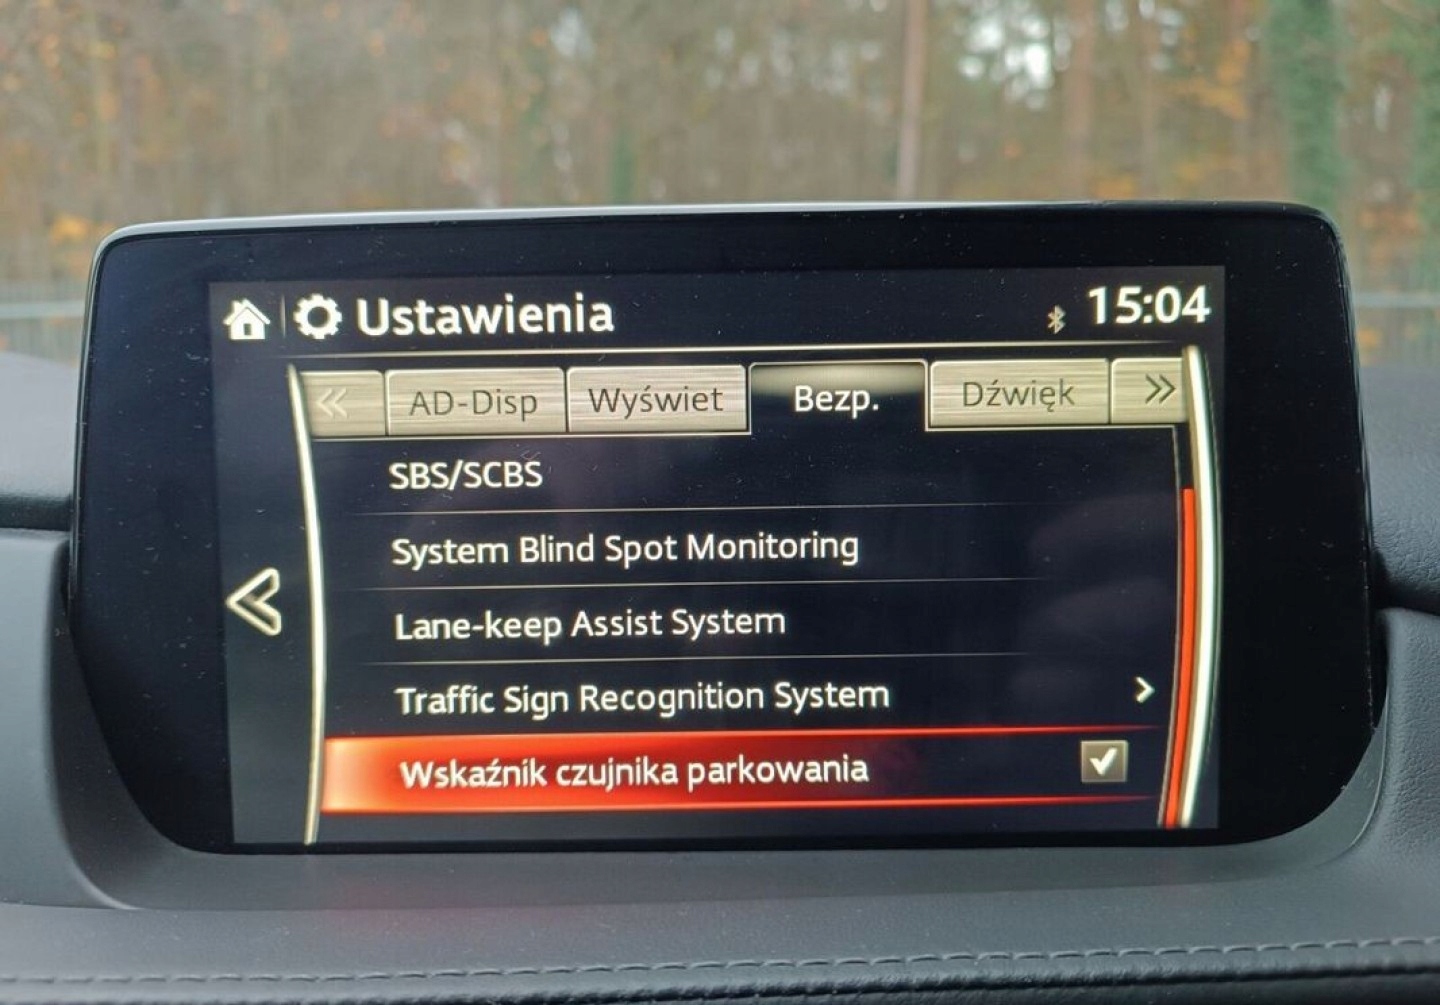 Ustawienia
15:04
AD-Disp
Wyświet
Bezp.
Dźwięk
SBS/SCBS
System Blind Spot Monitoring
Lane-keep Assist System
Traffic Sign Recognition System
Wskaźnik czujnika parkowania